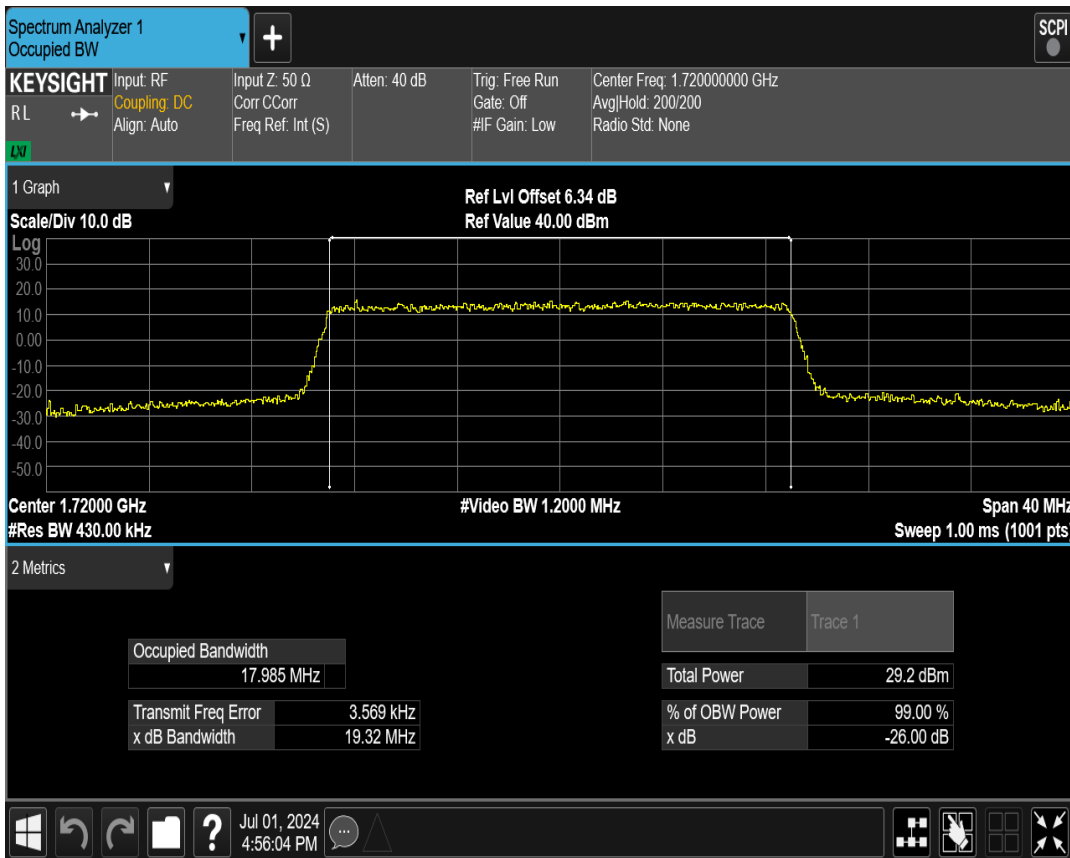 Spectrum Analyzer 1
Occupied BW
+
SCPI
KEYSIGHT
RL
LXI
Input: RF
Coupling: DC
Align: Auto
Input Z: 50 Ω
Corr CCorr
Freq Ref: Int (S)
Atten: 40 dB
Trig: Free Run
Gate: Off
#IF Gain: Low
Center Freq: 1.720000000 GHz
Avg|Hold: 200/200
Radio Std: None
1 Graph
Scale/Div 10.0 dB
Ref Lvl Offset 6.34 dB
Ref Value 40.00 dBm
Log
30.0
20.0
10.0
0.00
-10.0
-20.0
-30.0
-40.0
-50.0
Center 1.72000 GHz
#Res BW 430.00 kHz
#Video BW 1.2000 MHz
Span 40 MHz
Sweep 1.00 ms (1001 pts)
2 Metrics
Occupied Bandwidth
17.985 MHz
Transmit Freq Error 3.569 kHz
x dB Bandwidth 19.32 MHz
Measure Trace Trace 1
Total Power 29.2 dBm
% of OBW Power 99.00 %
x dB -26.00 dB
?
Jul 01, 2024
4:56:04 PM